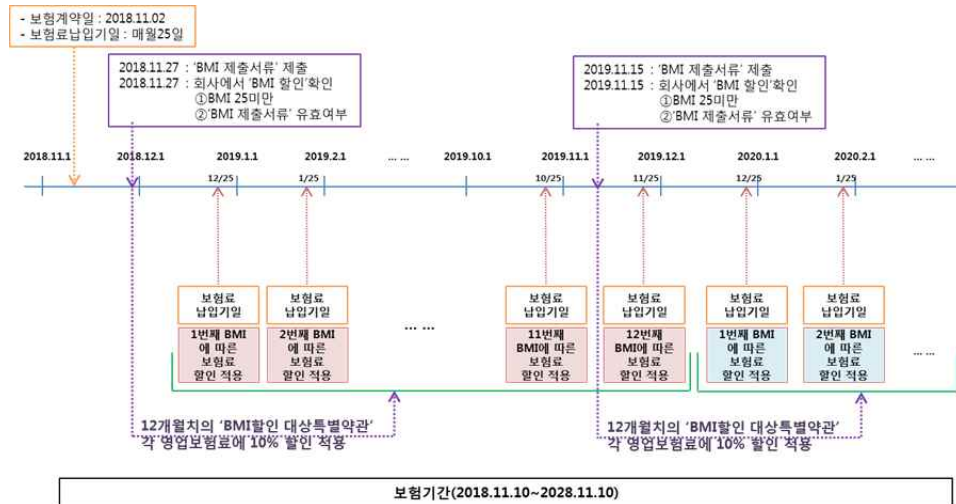 - 보험계약일 : 2018.11.02
- 보험료납입기일 : 매월25일
2018.11.27 : 'BMI 제출서류' 제출
2018.11.27 : 회사에서 'BMI 할인'확인
①BMI 25미만
②'BMI 제출서류' 유효여부
2019.11.15 : 'BMI 제출서류' 제출
2019.11.15 : 회사에서 'BMI 할인'확인
①BMI 25미만
②'BMI 제출서류' 유효여부
2018.11.1 2018.12.1 2019.1.1 2019.2.1 ... ... 2019.10.1 2019.11.1 2019.12.1 2020.1.1 2020.2.1 ... ...
12/25 1/25 10/25 11/25 12/25 1/25
보험료
납입기일
1번째 BMI
에 따른
보험료
할인 적용
보험료
납입기일
2번째 BMI
에 따른
보험료
할인 적용
... ...
보험료
납입기일
11번째
BMI에 따른
보험료
할인 적용
보험료
납입기일
12번째
BMI에 따른
보험료
할인 적용
보험료
납입기일
1번째 BMI
에 따른
보험료
할인 적용
보험료
납입기일
2번째 BMI
에 따른
보험료
할인 적용
... ...
12개월치의 'BMI할인 대상특별약관'
각 영업보험료에 10% 할인 적용
12개월치의 'BMI할인 대상특별약관'
각 영업보험료에 10% 할인 적용
보험기간(2018.11.10~2028.11.10)